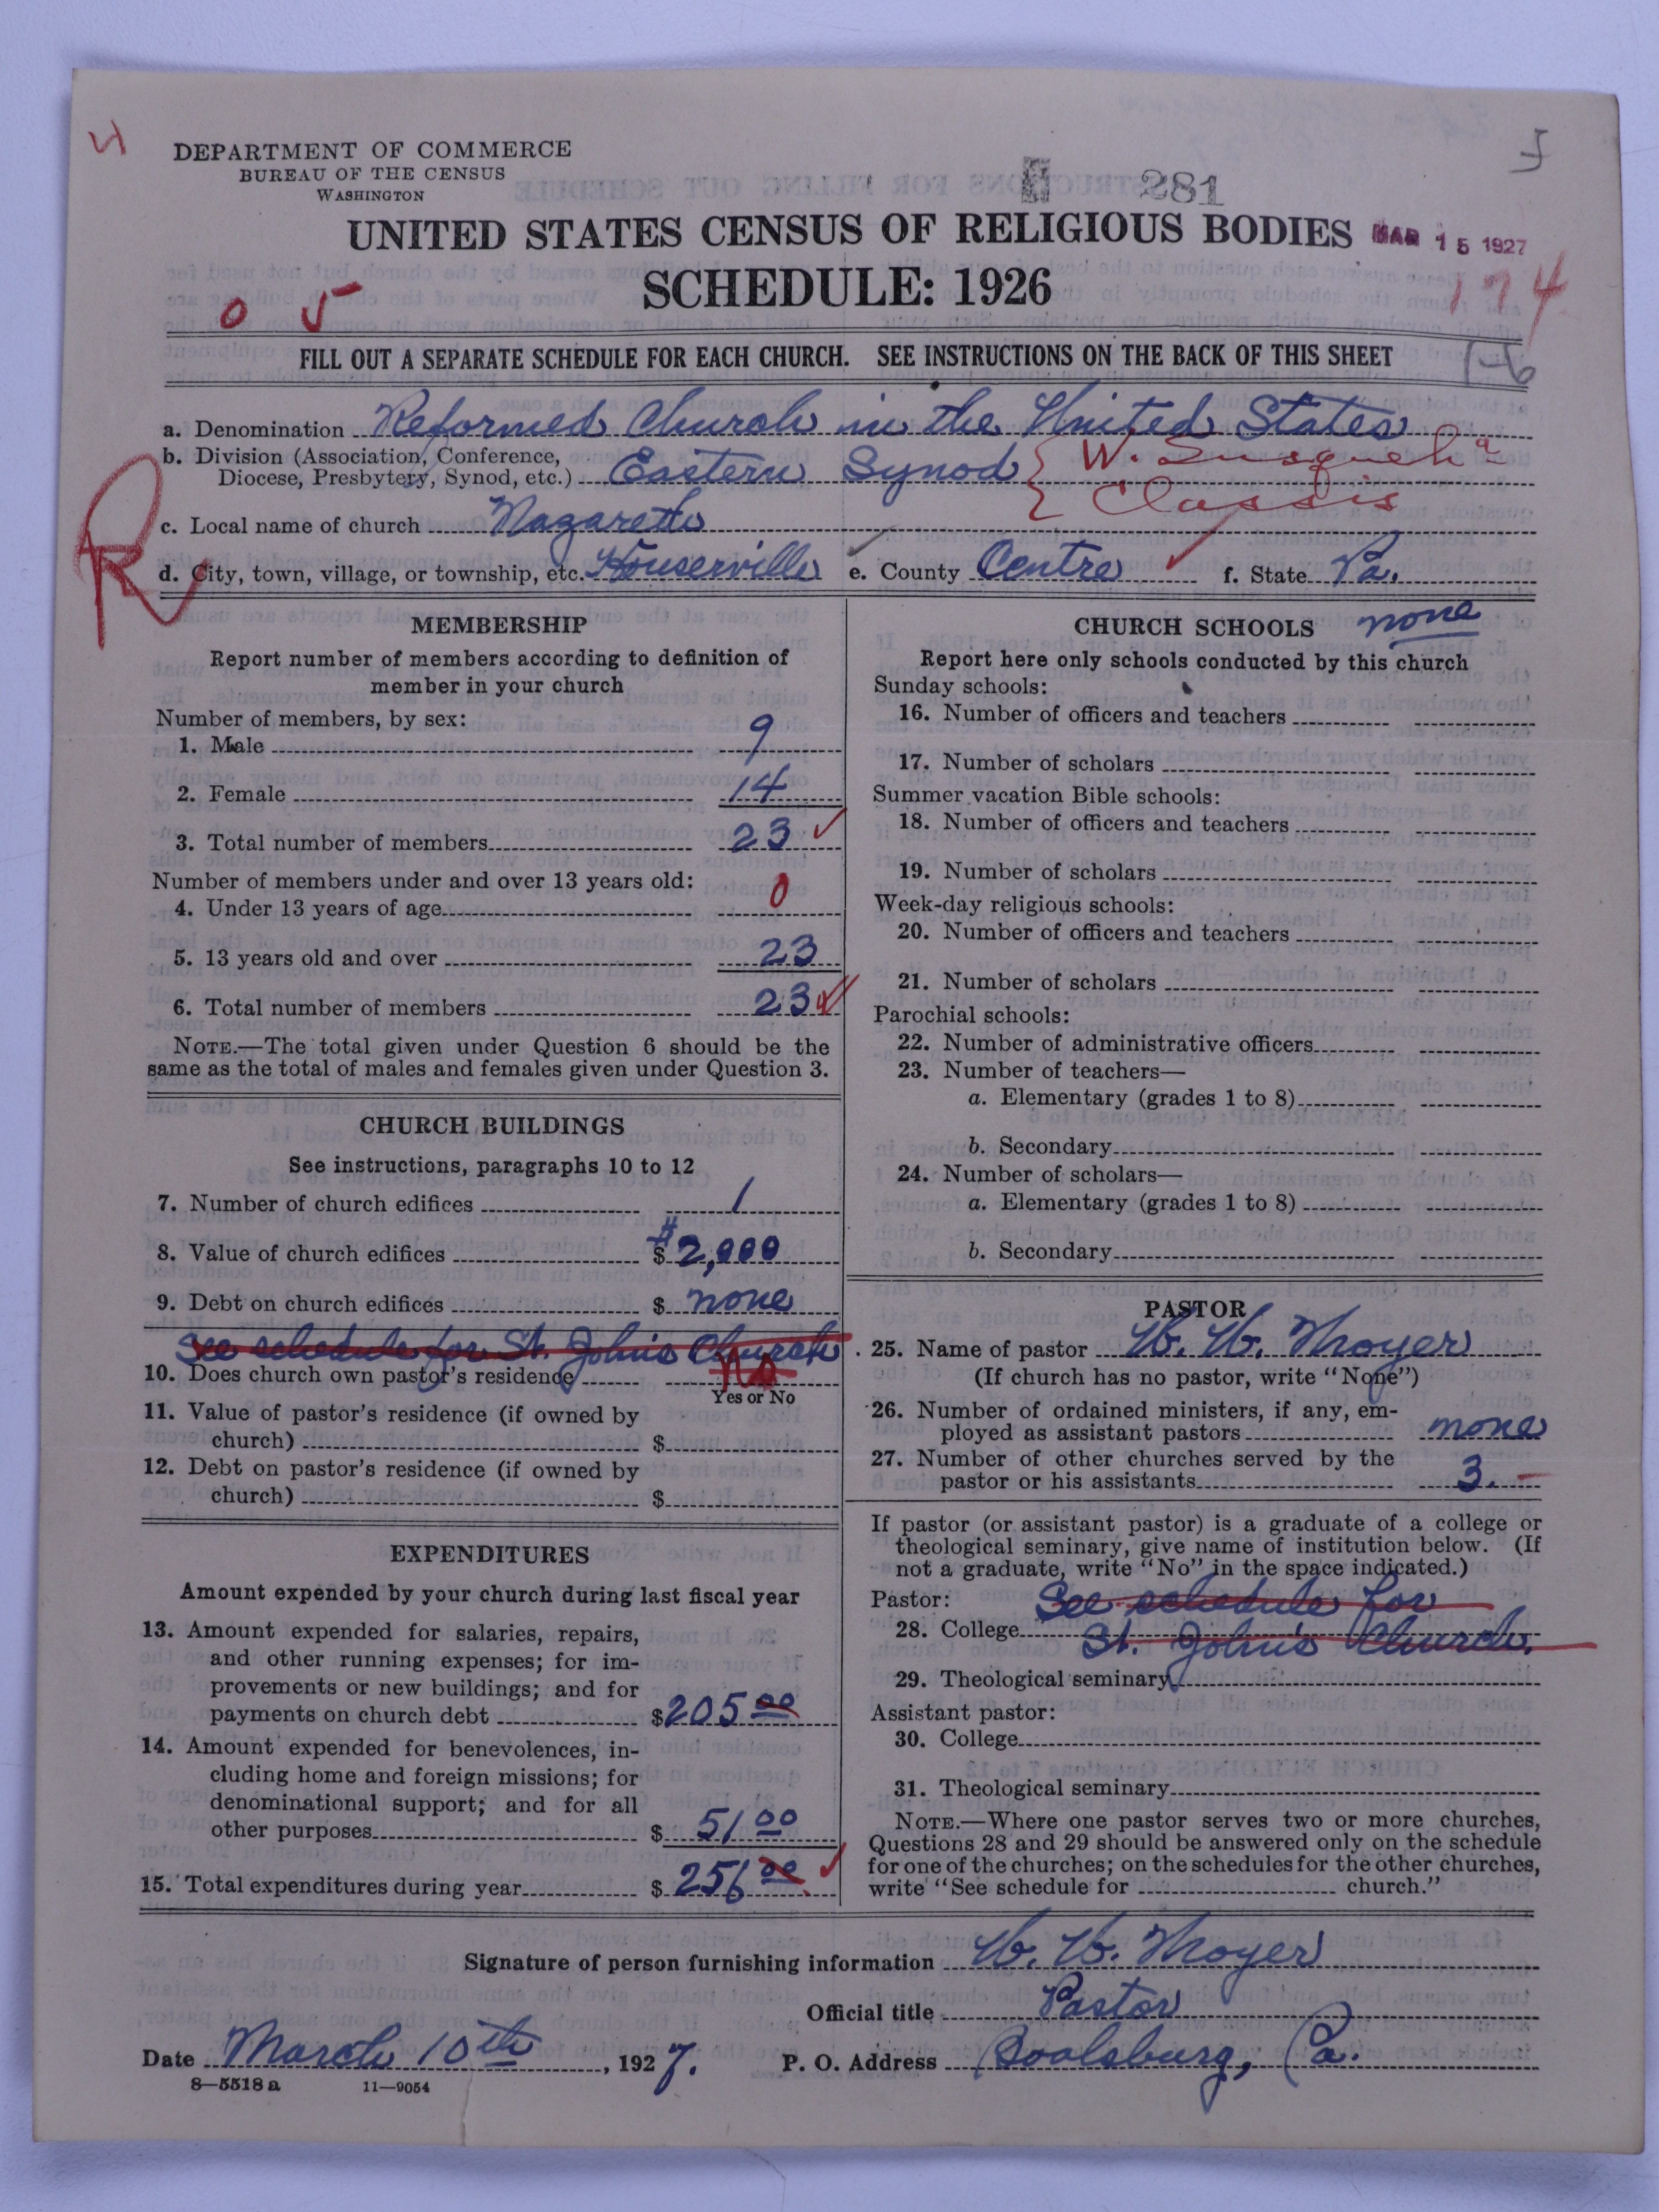 DEPARTMENT OF COMMERCE
BUREAU OF THE CENSUS
WASHINGTON
281
UNITED STATES CENSUS OF RELIGIOUS BODIES
MAR 15 1927
SCHEDULE: 1926
0 5
174
FILL OUT A SEPARATE SCHEDULE FOR EACH CHURCH. SEE INSTRUCTIONS ON THE BACK OF THIS SHEET
1-6
a. Denomination Reformed Church in the United States
b. Division (Association, Conference, Diocese, Presbytery, Synod, etc.) Eastern Synod { W. Susqueh a
{ Classis
R
c. Local name of church Nazareth
d. City, town, village, or township, etc. Houserville e. County Centre f. State Pa.
MEMBERSHIP
Report number of members according to definition of
member in your church
Number of members, by sex:
1. Male 9
2. Female 14
3. Total number of members 23
Number of members under and over 13 years old:
4. Under 13 years of age 0
5. 13 years old and over 23
6. Total number of members 23
NOTE.—The total given under Question 6 should be the
same as the total of males and females given under Question 3.
CHURCH BUILDINGS
See instructions, paragraphs 10 to 12
7. Number of church edifices 1
8. Value of church edifices $ 2,000
9. Debt on church edifices $ none
See schedule for St. John's Church
10. Does church own pastor's residence No
Yes or No
11. Value of pastor's residence (if owned by
church) $
12. Debt on pastor's residence (if owned by
church) $
EXPENDITURES
Amount expended by your church during last fiscal year
13. Amount expended for salaries, repairs,
and other running expenses; for im-
provements or new buildings; and for
payments on church debt $ 205 00
14. Amount expended for benevolences, in-
cluding home and foreign missions; for
denominational support; and for all
other purposes $ 51 00
15. Total expenditures during year $ 256 00
CHURCH SCHOOLS none
Report here only schools conducted by this church
Sunday schools:
16. Number of officers and teachers
17. Number of scholars
Summer vacation Bible schools:
18. Number of officers and teachers
19. Number of scholars
Week-day religious schools:
20. Number of officers and teachers
21. Number of scholars
Parochial schools:
22. Number of administrative officers
23. Number of teachers—
a. Elementary (grades 1 to 8)
b. Secondary
24. Number of scholars—
a. Elementary (grades 1 to 8)
b. Secondary
PASTOR
25. Name of pastor W. W. Moyer
(If church has no pastor, write "None")
26. Number of ordained ministers, if any, em-
ployed as assistant pastors none
27. Number of other churches served by the
pastor or his assistants 3.
If pastor (or assistant pastor) is a graduate of a college or
theological seminary, give name of institution below. (If
not a graduate, write "No" in the space indicated.)
Pastor: See schedule for
28. College St. John's Church.
29. Theological seminary
Assistant pastor:
30. College
31. Theological seminary
NOTE.—Where one pastor serves two or more churches,
Questions 28 and 29 should be answered only on the schedule
for one of the churches; on the schedules for the other churches,
write "See schedule for church."
Signature of person furnishing information W. W. Moyer
Official title Pastor
Date March 10th, 1927. P. O. Address Boalsburg, Pa.
8—5518 a 11—9054